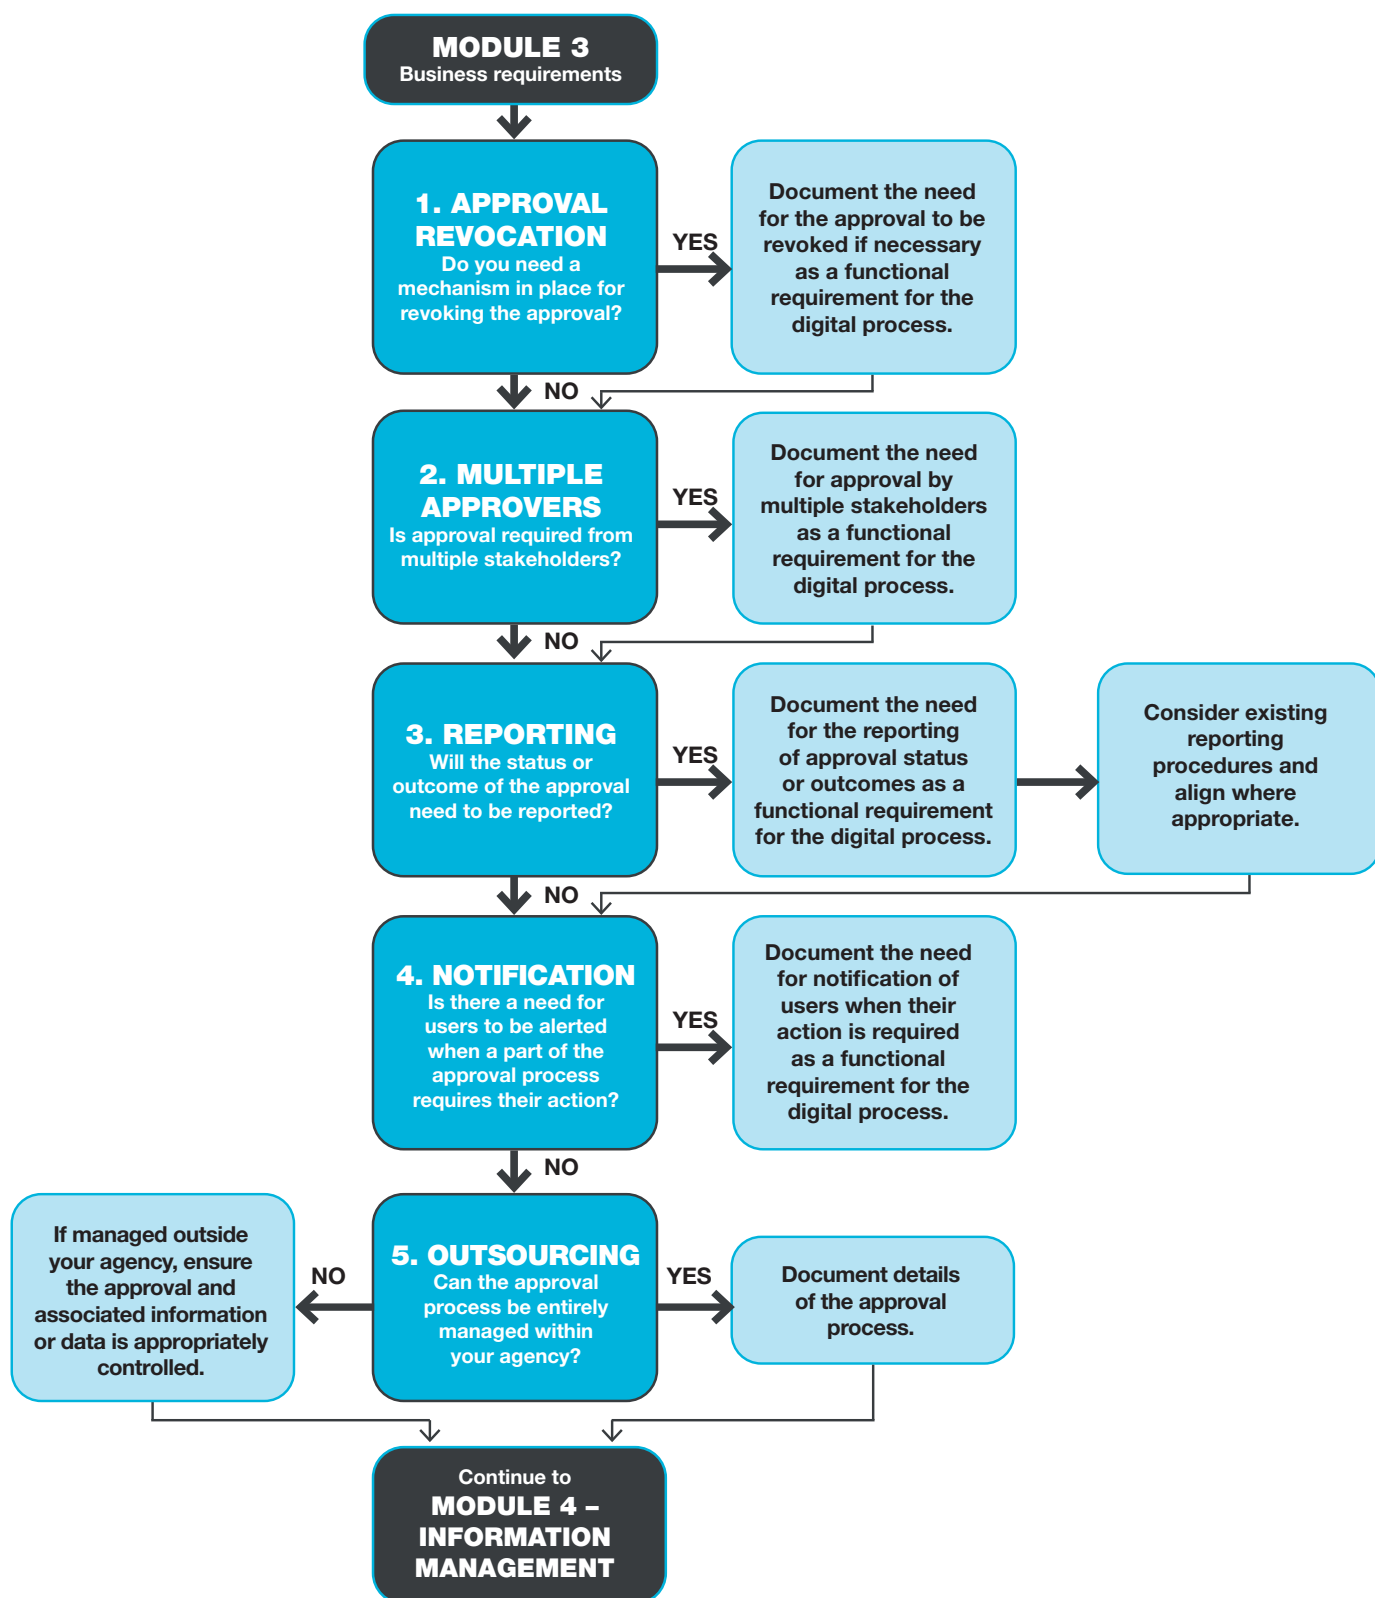 MODULE 3
Business requirements
1. APPROVAL
REVOCATION
Do you need a
mechanism in place for
revoking the approval?
YES
Document the need
for the approval to be
revoked if necessary
as a functional
requirement for the
digital process.
NO
2. MULTIPLE
APPROVERS
Is approval required from
multiple stakeholders?
YES
Document the need
for approval by
multiple stakeholders
as a functional
requirement for the
digital process.
NO
3. REPORTING
Will the status or
outcome of the approval
need to be reported?
YES
Document the need
for the reporting
of approval status
or outcomes as a
functional requirement
for the digital process.
Consider existing
reporting
procedures and
align where
appropriate.
NO
4. NOTIFICATION
Is there a need for
users to be alerted
when a part of the
approval process
requires their action?
YES
Document the need
for notification of
users when their
action is required
as a functional
requirement for the
digital process.
NO
If managed outside
your agency, ensure
the approval and
associated information
or data is appropriately
controlled.
NO
5. OUTSOURCING
Can the approval
process be entirely
managed within
your agency?
YES
Document details
of the approval
process.
Continue to
MODULE 4 –
INFORMATION
MANAGEMENT